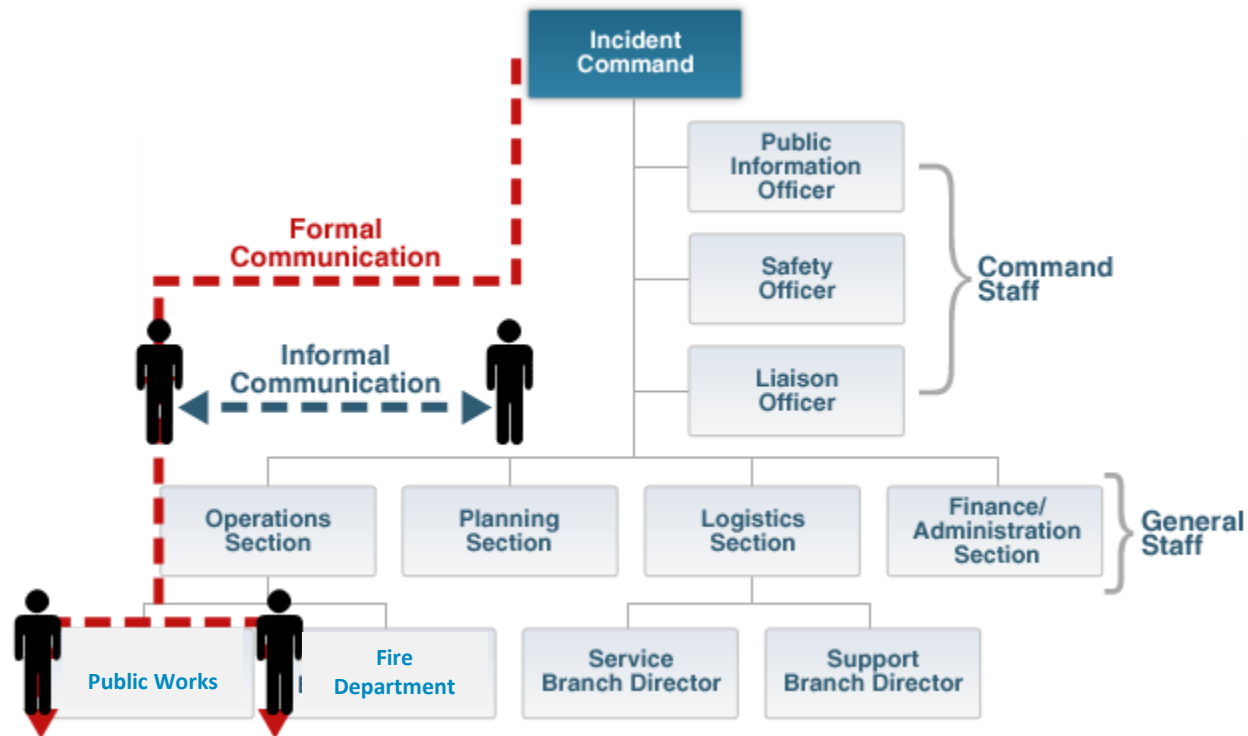 Incident
Command
Public
Information
Officer
Formal
Communication
Safety
Officer
Command
Staff
Informal
Communication
Liaison
Officer
Operations
Section
Planning
Section
Logistics
Section
Finance/
Administration
Section
General
Staff
Public Works
Fire
Department
Service
Branch Director
Support
Branch Director